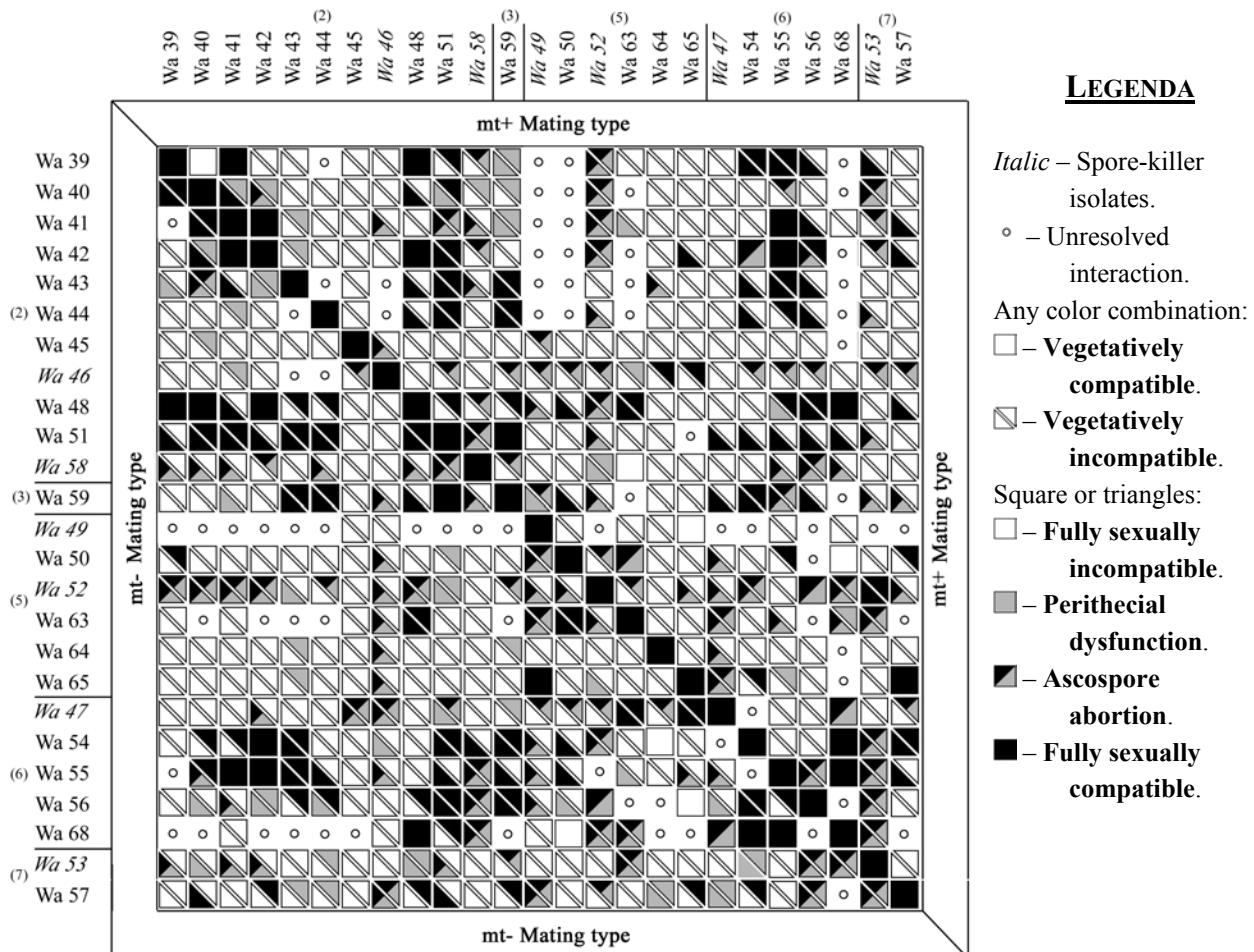 (2) (3) (5) (6) (7)
Wa 39 Wa 40 Wa 41 Wa 42 Wa 43 Wa 44 Wa 45 Wa 46 Wa 48 Wa 51 Wa 58 Wa 59 Wa 49 Wa 50 Wa 52 Wa 63 Wa 64 Wa 65 Wa 47 Wa 54 Wa 55 Wa 56 Wa 68 Wa 53 Wa 57
mt+ Mating type
Wa 39
Wa 40
Wa 41
Wa 42
Wa 43
(2) Wa 44
Wa 45
Wa 46
Wa 48
Wa 51
Wa 58
(3) Wa 59
Wa 49
Wa 50
Wa 52
(5)
Wa 63
Wa 64
Wa 65
Wa 47
Wa 54
(6) Wa 55
Wa 56
Wa 68
(7) Wa 53
Wa 57
mt- Mating type
mt+ Mating type
mt- Mating type
LEGENDA
Italic – Spore-killer
isolates.
° – Unresolved
interaction.
Any color combination:
– Vegetatively
compatible.
– Vegetatively
incompatible.
Square or triangles:
– Fully sexually
incompatible.
– Perithecial
dysfunction.
– Ascospore
abortion.
– Fully sexually
compatible.